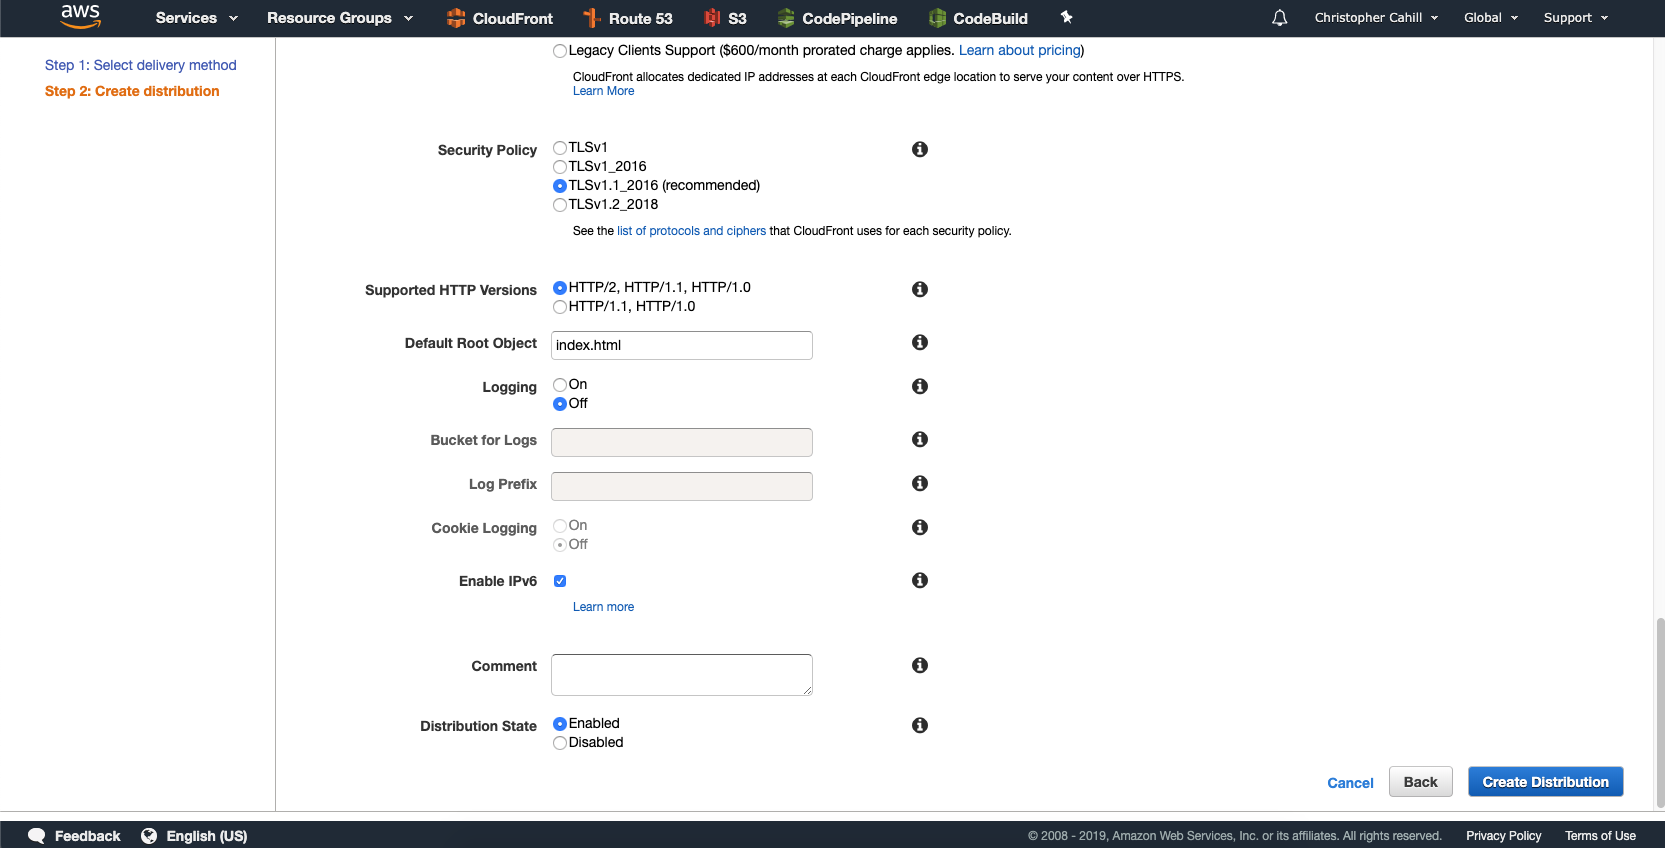 aws Services Resource Groups CloudFront Route 53 S3 CodePipeline CodeBuild Christopher Cahill Global Support
Step 1: Select delivery method
Step 2: Create distribution
Legacy Clients Support ($600/month prorated charge applies. Learn about pricing)
CloudFront allocates dedicated IP addresses at each CloudFront edge location to serve your content over HTTPS.
Learn More
Security Policy
TLSv1
TLSv1_2016
TLSv1.1_2016 (recommended)
TLSv1.2_2018
See the list of protocols and ciphers that CloudFront uses for each security policy.
Supported HTTP Versions
HTTP/2, HTTP/1.1, HTTP/1.0
HTTP/1.1, HTTP/1.0
Default Root Object index.html
Logging
On
Off
Bucket for Logs
Log Prefix
Cookie Logging
On
Off
Enable IPv6
Learn more
Comment
Distribution State
Enabled
Disabled
Cancel Back Create Distribution
Feedback English (US) © 2008 - 2019, Amazon Web Services, Inc. or its affiliates. All rights reserved. Privacy Policy Terms of Use